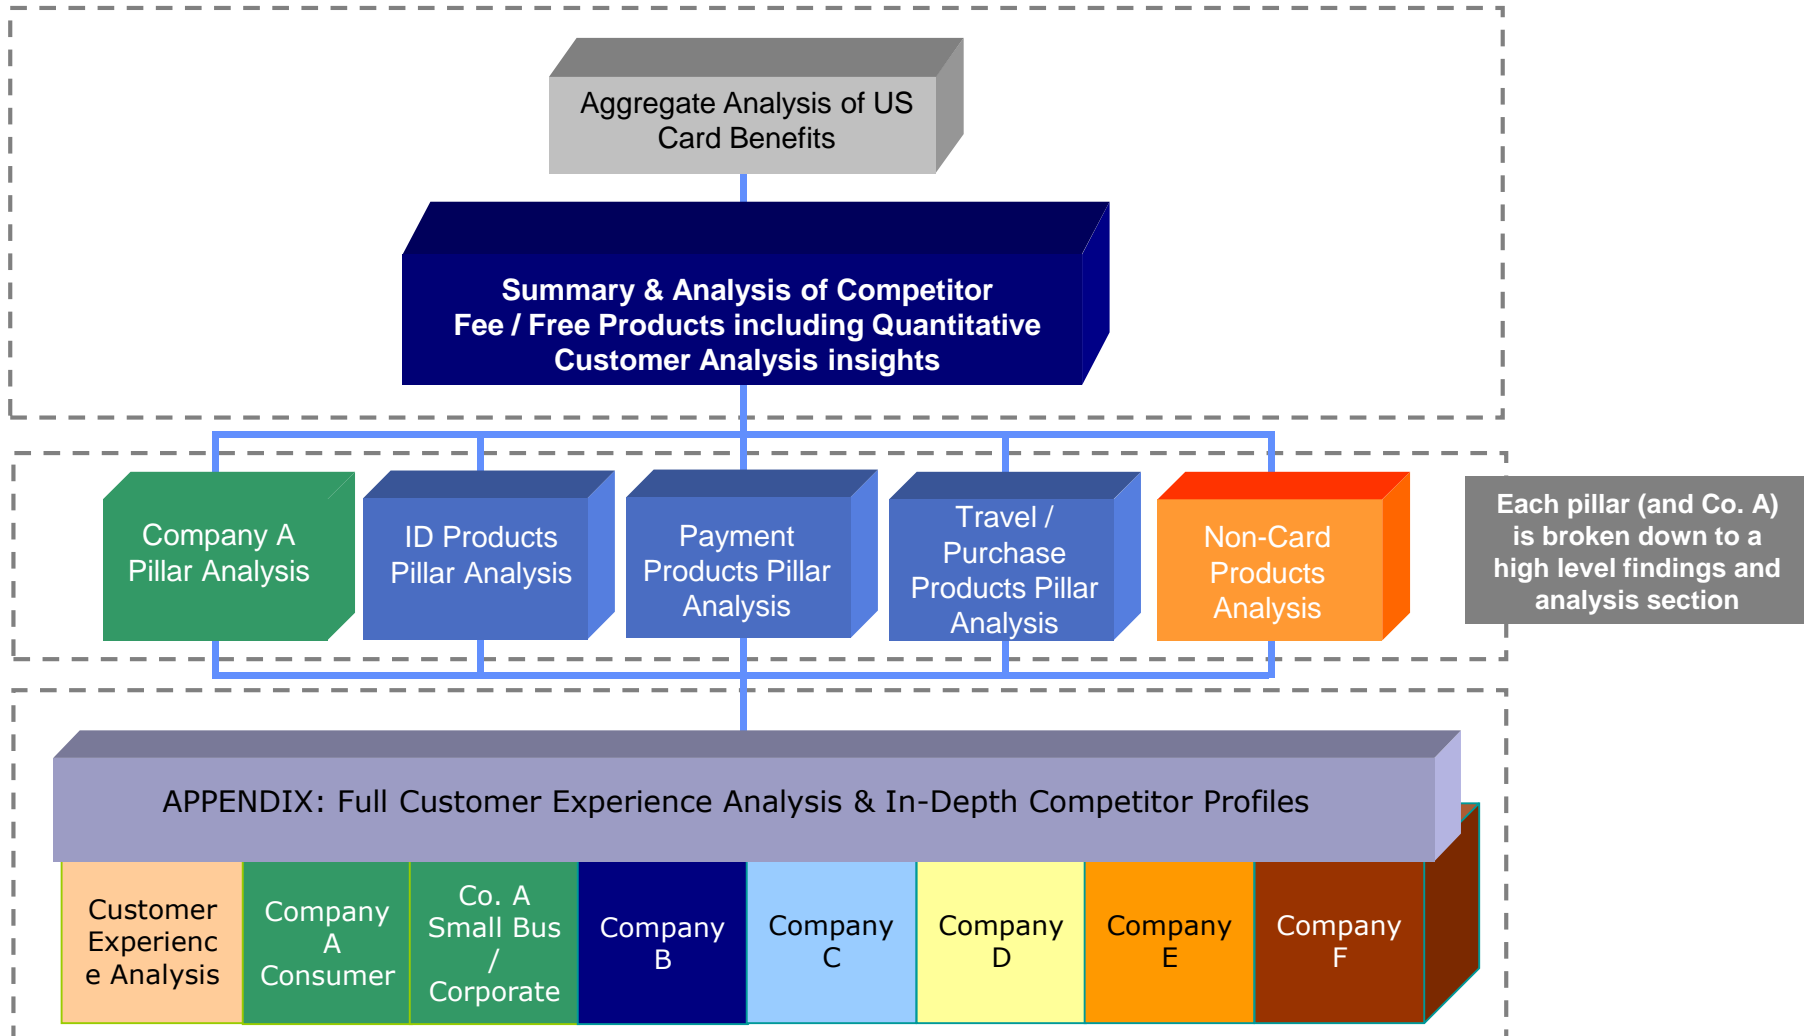 Aggregate Analysis of US
Card Benefits
Summary & Analysis of Competitor
Fee / Free Products including Quantitative
Customer Analysis insights
Company A
Pillar Analysis
ID Products
Pillar Analysis
Payment
Products Pillar
Analysis
Travel /
Purchase
Products Pillar
Analysis
Non-Card
Products
Analysis
Each pillar (and Co. A)
is broken down to a
high level findings and
analysis section
APPENDIX: Full Customer Experience Analysis & In-Depth Competitor Profiles
Customer
Experienc
e Analysis
Company
A
Consumer
Co. A
Small Bus
/
Corporate
Company
B
Company
C
Company
D
Company
E
Company
F